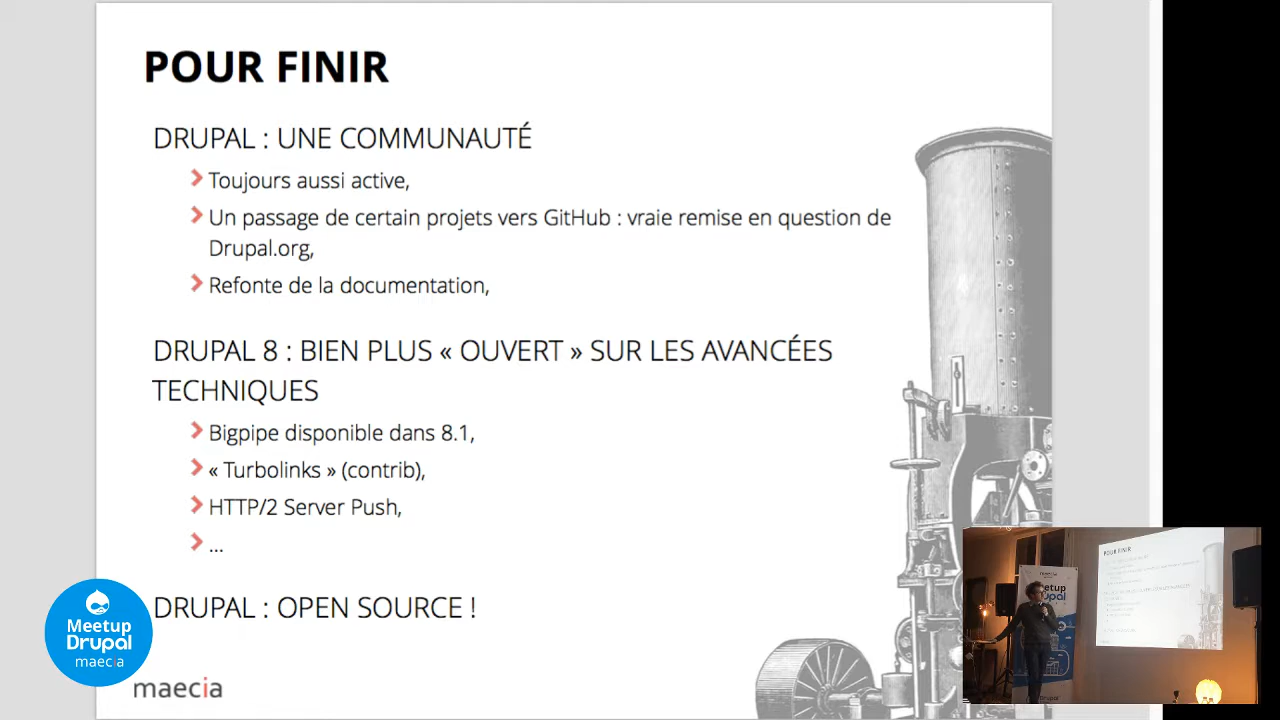 POUR FINIR
DRUPAL : UNE COMMUNAUTÉ
Toujours aussi active,
Un passage de certain projets vers GitHub : vraie remise en question de
Drupal.org,
Refonte de la documentation,
DRUPAL 8 : BIEN PLUS « OUVERT » SUR LES AVANCÉES
TECHNIQUES
Bigpipe disponible dans 8.1,
« Turbolinks » (contrib),
HTTP/2 Server Push,
...
DRUPAL : OPEN SOURCE !
Meetup
Drupal
maecia
maecia
POUR FINIR